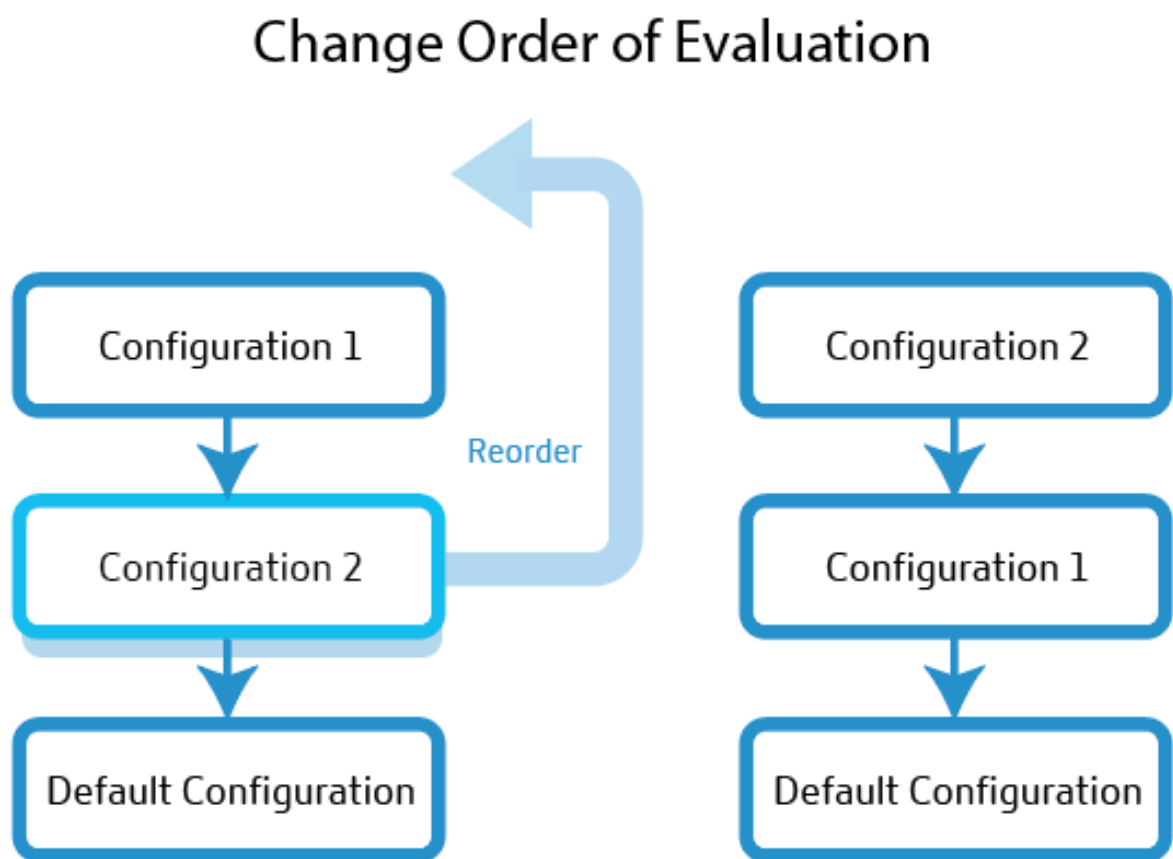 Change Order of Evaluation
Configuration 1
Reorder
Configuration 2
Default Configuration
Configuration 2
Configuration 1
Default Configuration